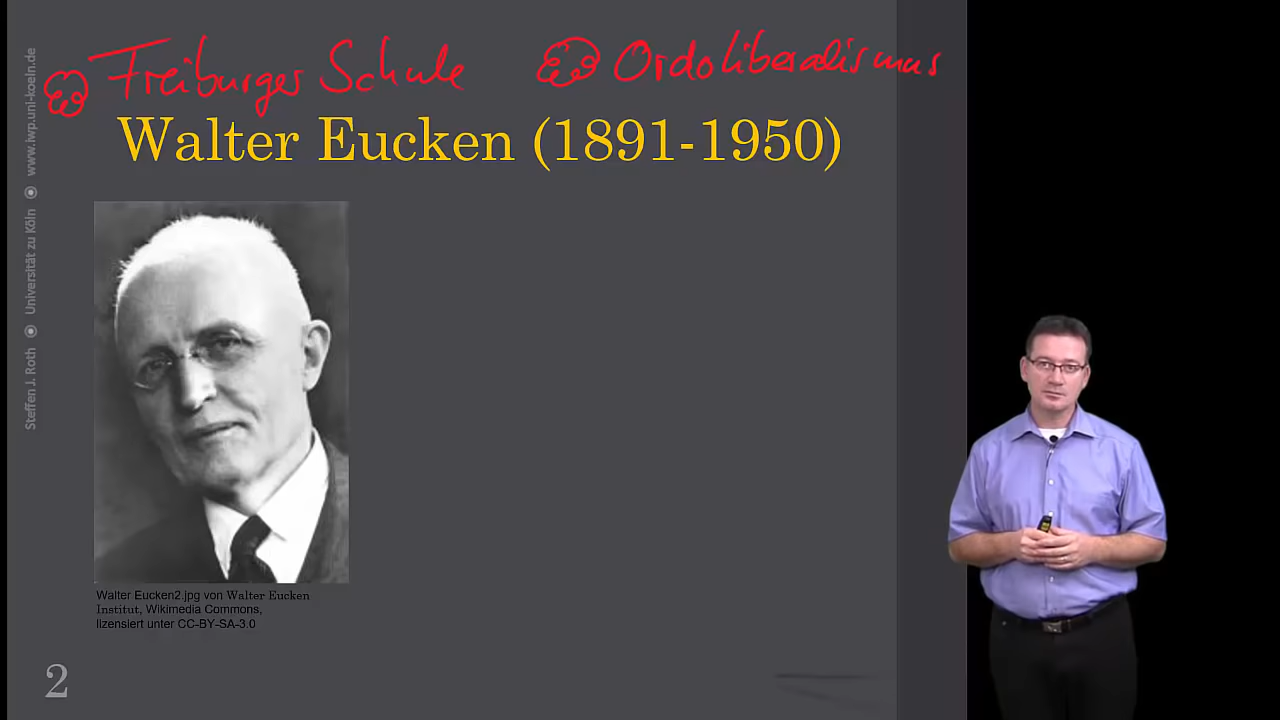 Freiburger Schule
Ordoliberalismus
Walter Eucken (1891-1950)
Steffen J. Roth ◉ Universität zu Köln ◉ www.iwp.uni-koeln.de
Walter Eucken2.jpg von Walter Eucken
Institut, Wikimedia Commons,
lizensiert unter CC-BY-SA-3.0
2